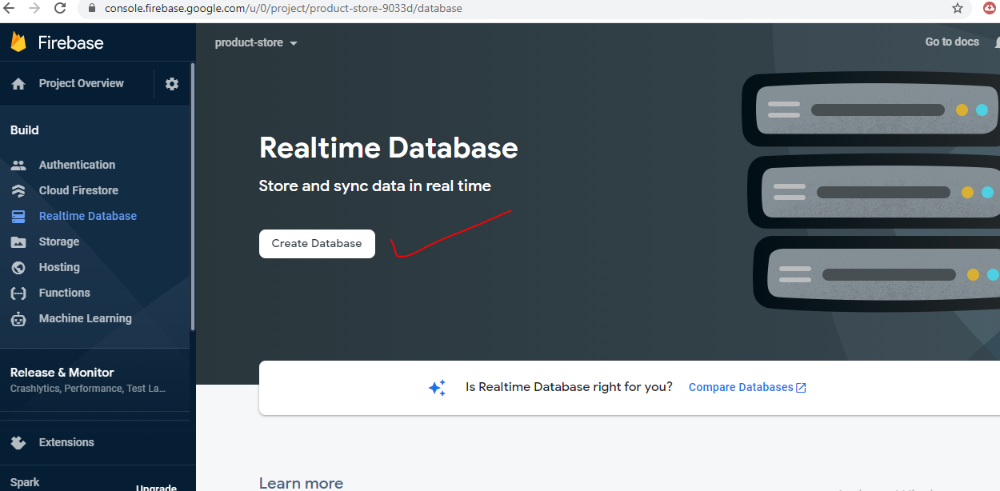 console.firebase.google.com/u/0/project/product-store-9033d/database
Firebase
product-store
Go to docs
Project Overview
Build
Authentication
Cloud Firestore
Realtime Database
Storage
Hosting
Functions
Machine Learning
Release & Monitor
Crashlytics, Performance, Test La...
Extensions
Spark
Upgrade
Realtime Database
Store and sync data in real time
Create Database
Is Realtime Database right for you? Compare Databases
Learn more